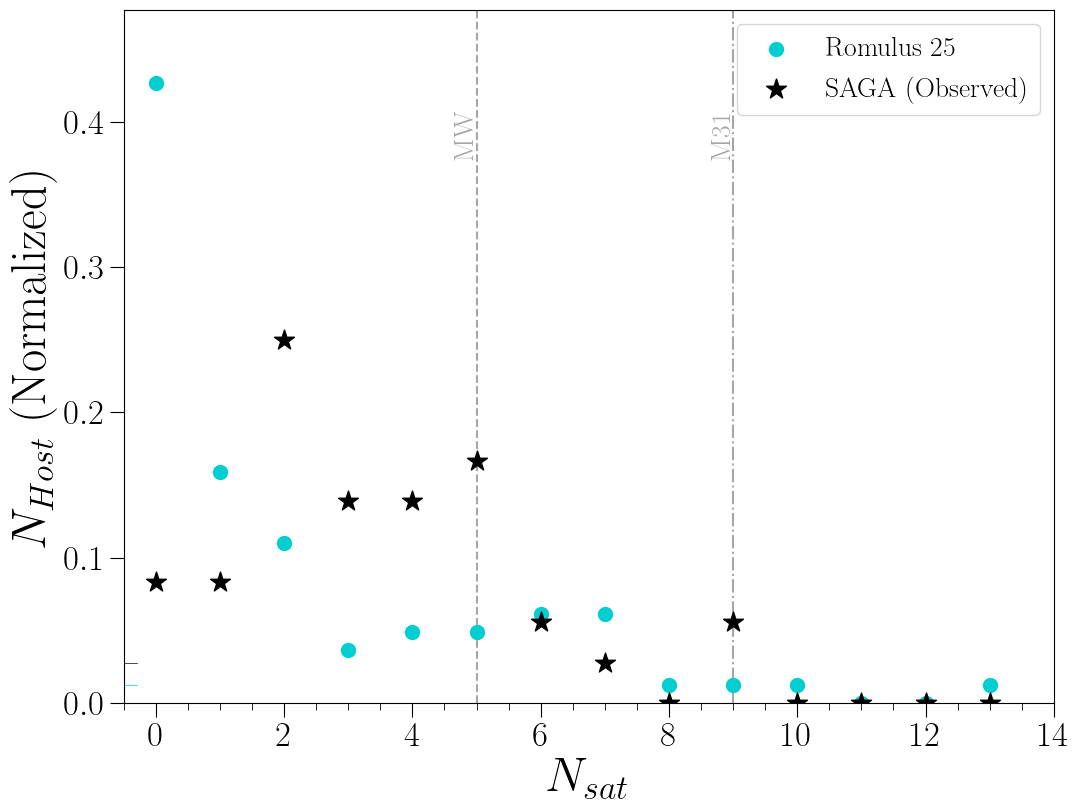 Romulus 25
SAGA (Observed)
MW
M31
N_Host (Normalized)
0.4
0.3
0.2
0.1
0.0
0 2 4 6 8 10 12 14
N_sat